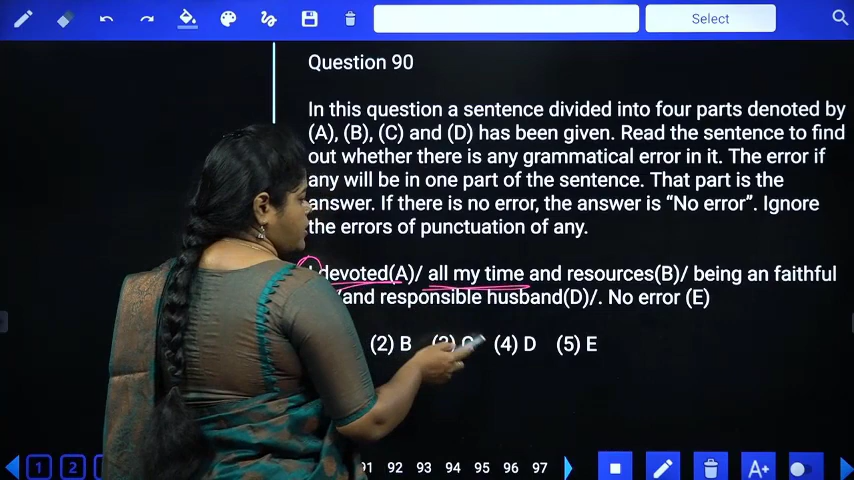 Select
Question 90
In this question a sentence divided into four parts denoted by
(A), (B), (C) and (D) has been given. Read the sentence to find
out whether there is any grammatical error in it. The error if
any will be in one part of the sentence. That part is the
answer. If there is no error, the answer is “No error”. Ignore
the errors of punctuation of any.
I devoted(A)/ all my time and resources(B)/ being an faithful
/and responsible husband(D)/. No error (E)
(2) B (3) C (4) D (5) E
1 2 91 92 93 94 95 96 97 A+